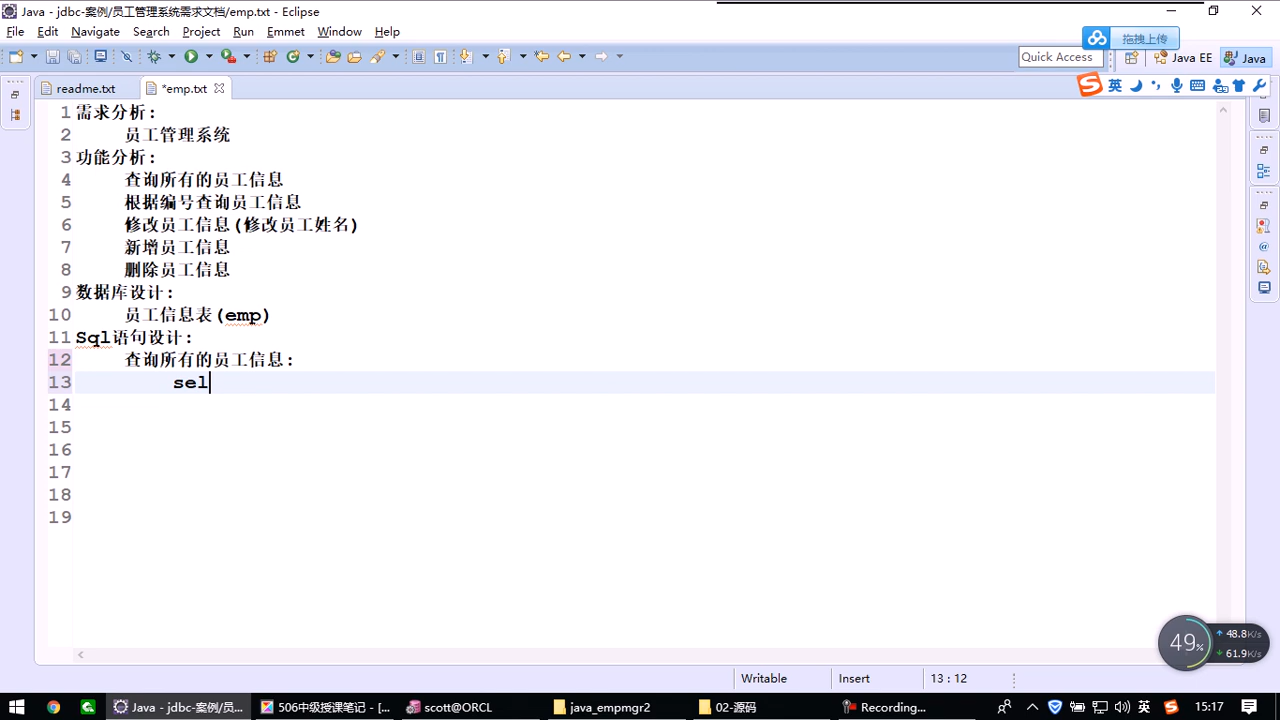 Java - jdbc-案例/员工管理系统需求文档/emp.txt - Eclipse
File Edit Navigate Search Project Run Emmet Window Help
拖拽上传
Quick Access Java EE Java
readme.txt *emp.txt
英
1 需求分析:
2 员工管理系统
3 功能分析:
4 查询所有的员工信息
5 根据编号查询员工信息
6 修改员工信息(修改员工姓名)
7 新增员工信息
8 删除员工信息
9 数据库设计:
10 员工信息表(emp)
11 Sql语句设计:
12 查询所有的员工信息:
13 sel
14
15
16
17
18
19
49% 48.8K/s
61.9K/s
Writable Insert 13 : 12
Java - jdbc-案例/员... 506中级授课笔记 - [... scott@ORCL java_empmgr2 02-源码 Recording... 英 15:17